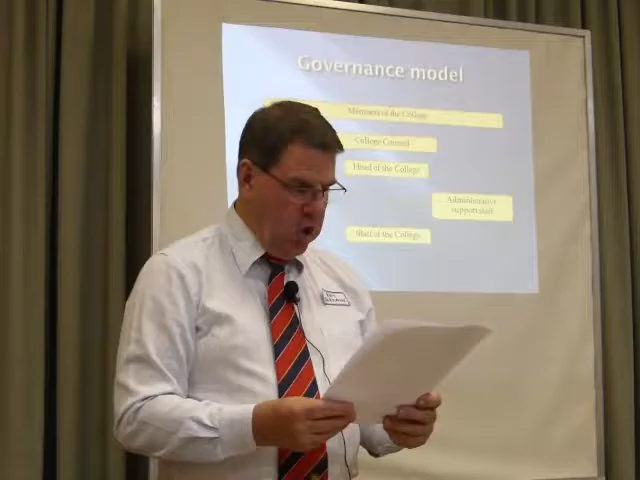 Governance model
Members of the College
College Council
Head of the College
Administrative
support staff
Staff of the College